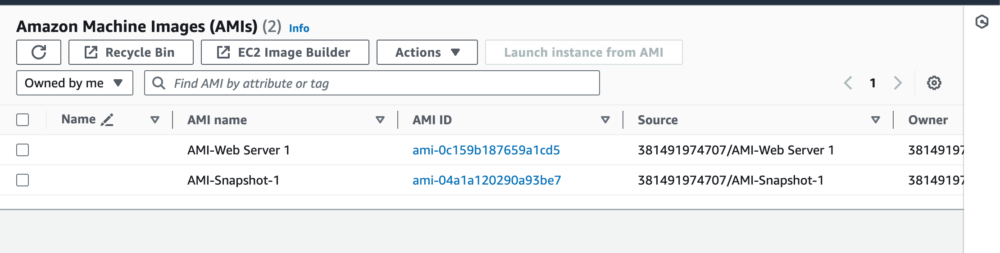 Amazon Machine Images (AMIs) (2) Info
Recycle Bin EC2 Image Builder Actions Launch instance from AMI
Owned by me Find AMI by attribute or tag 1
Name AMI name AMI ID Source Owner
AMI-Web Server 1 ami-0c159b187659a1cd5 381491974707/AMI-Web Server 1 38149197
AMI-Snapshot-1 ami-04a1a120290a93be7 381491974707/AMI-Snapshot-1 38149197